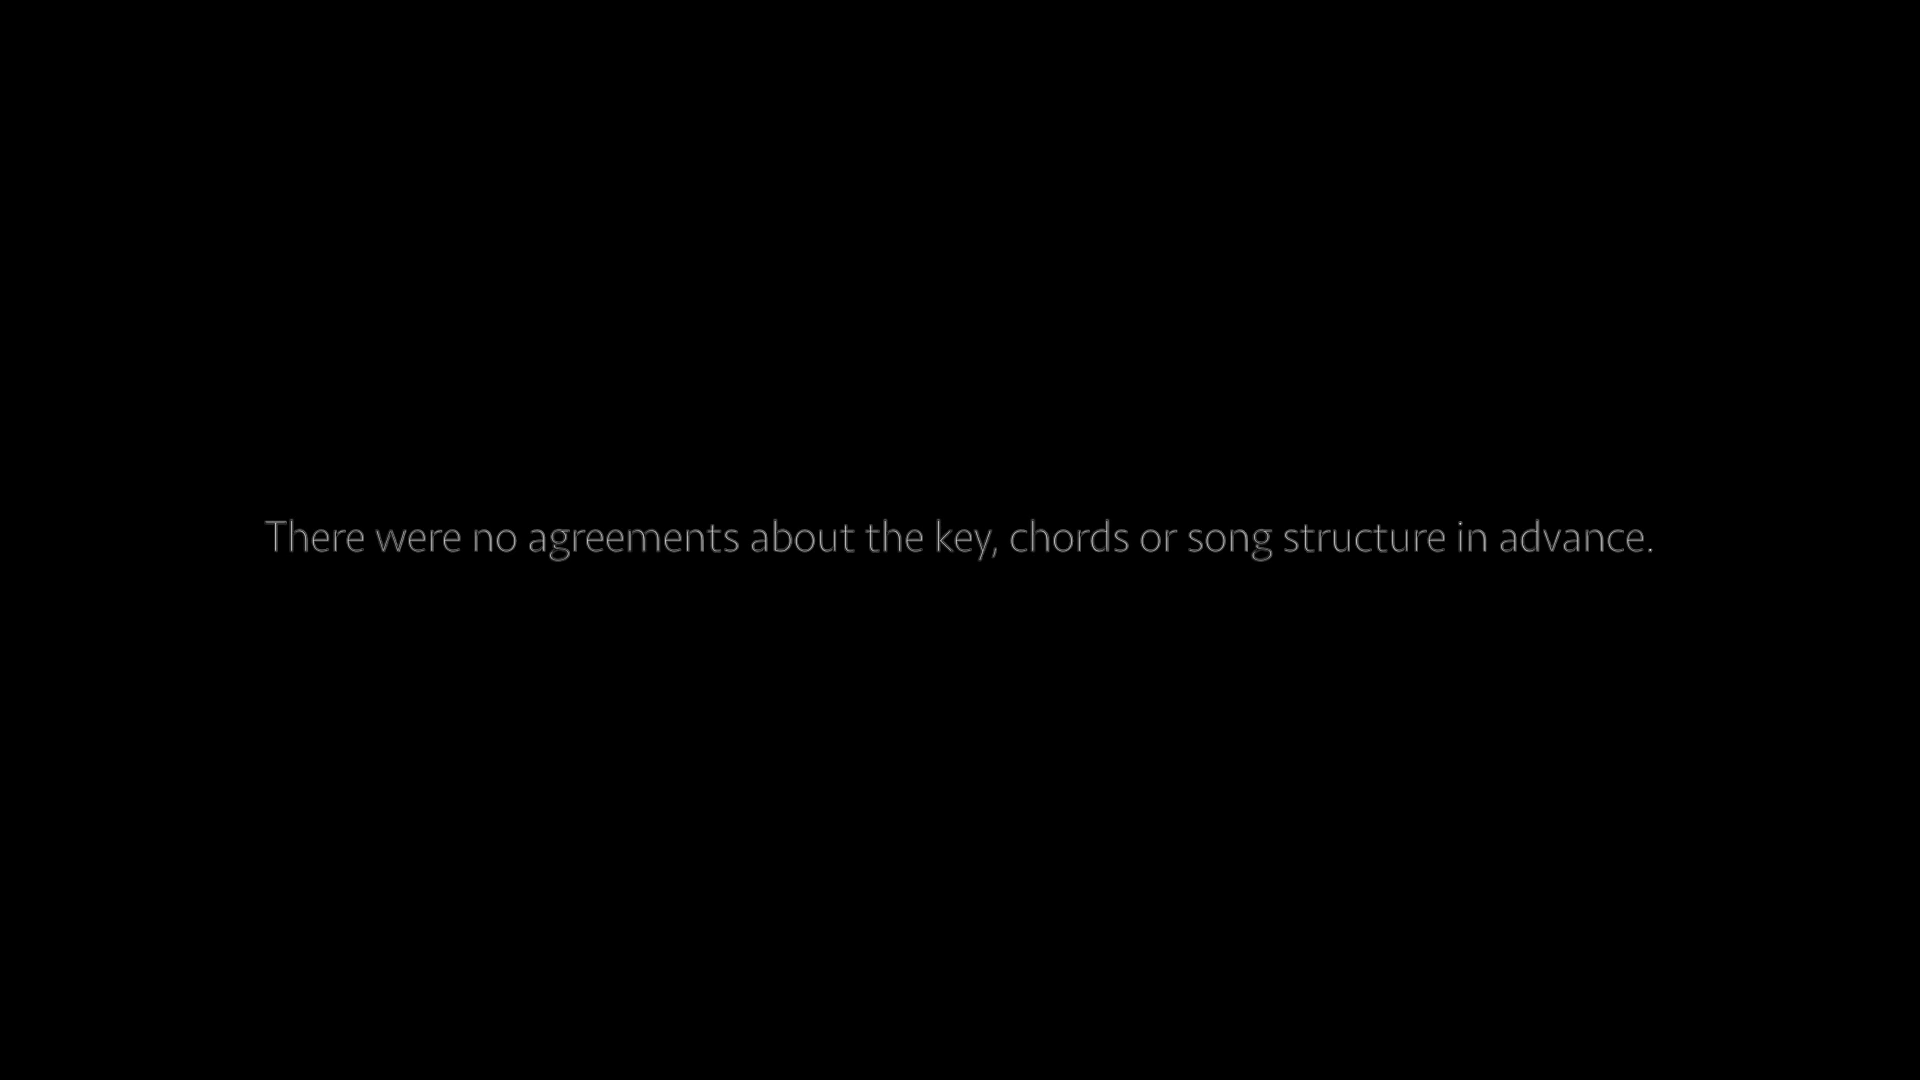 There were no agreements about the key, chords or song structure in advance.